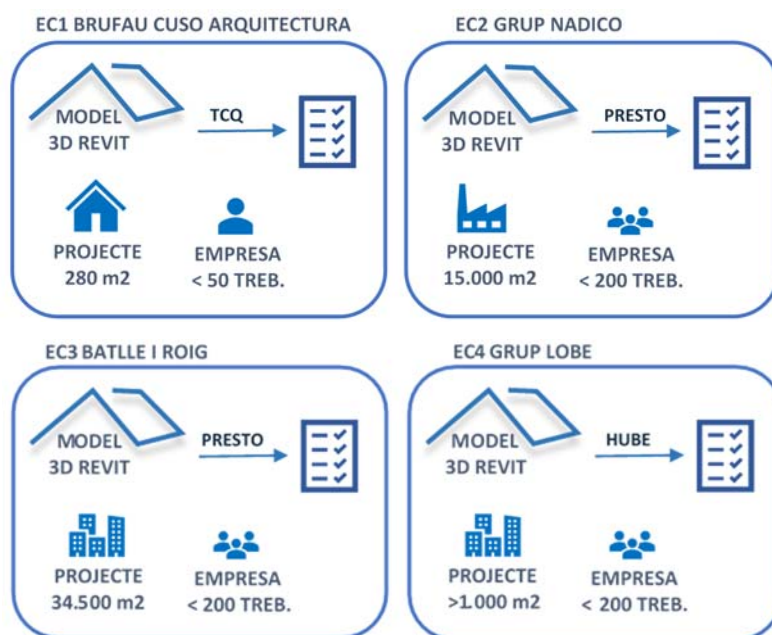 EC1 BRUFAU CUSO ARQUITECTURA
MODEL
3D REVIT
TCQ
PROJECTE
280 m2
EMPRESA
< 50 TREB.
EC2 GRUP NADICO
MODEL
3D REVIT
PRESTO
PROJECTE
15.000 m2
EMPRESA
< 200 TREB.
EC3 BATLLE I ROIG
MODEL
3D REVIT
PRESTO
PROJECTE
34.500 m2
EMPRESA
< 200 TREB.
EC4 GRUP LOBE
MODEL
3D REVIT
HUBE
PROJECTE
>1.000 m2
EMPRESA
< 200 TREB.